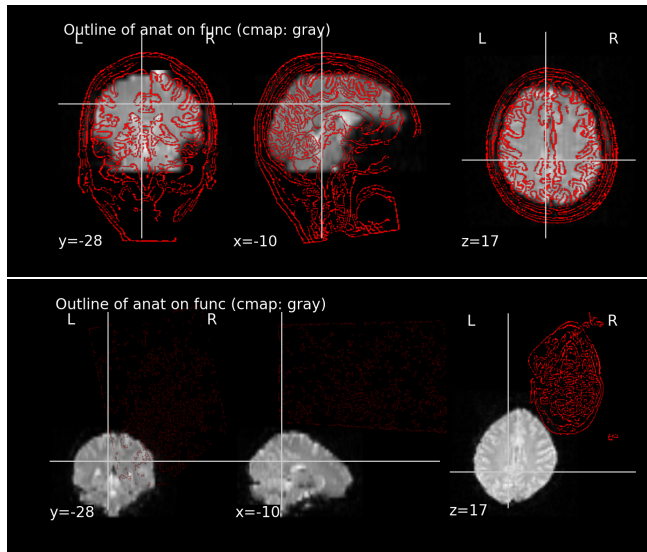 Outline of anat on func (cmap: gray)
L R L R
y=-28 x=-10 z=17
Outline of anat on func (cmap: gray)
L R L R
y=-28 x=-10 z=17